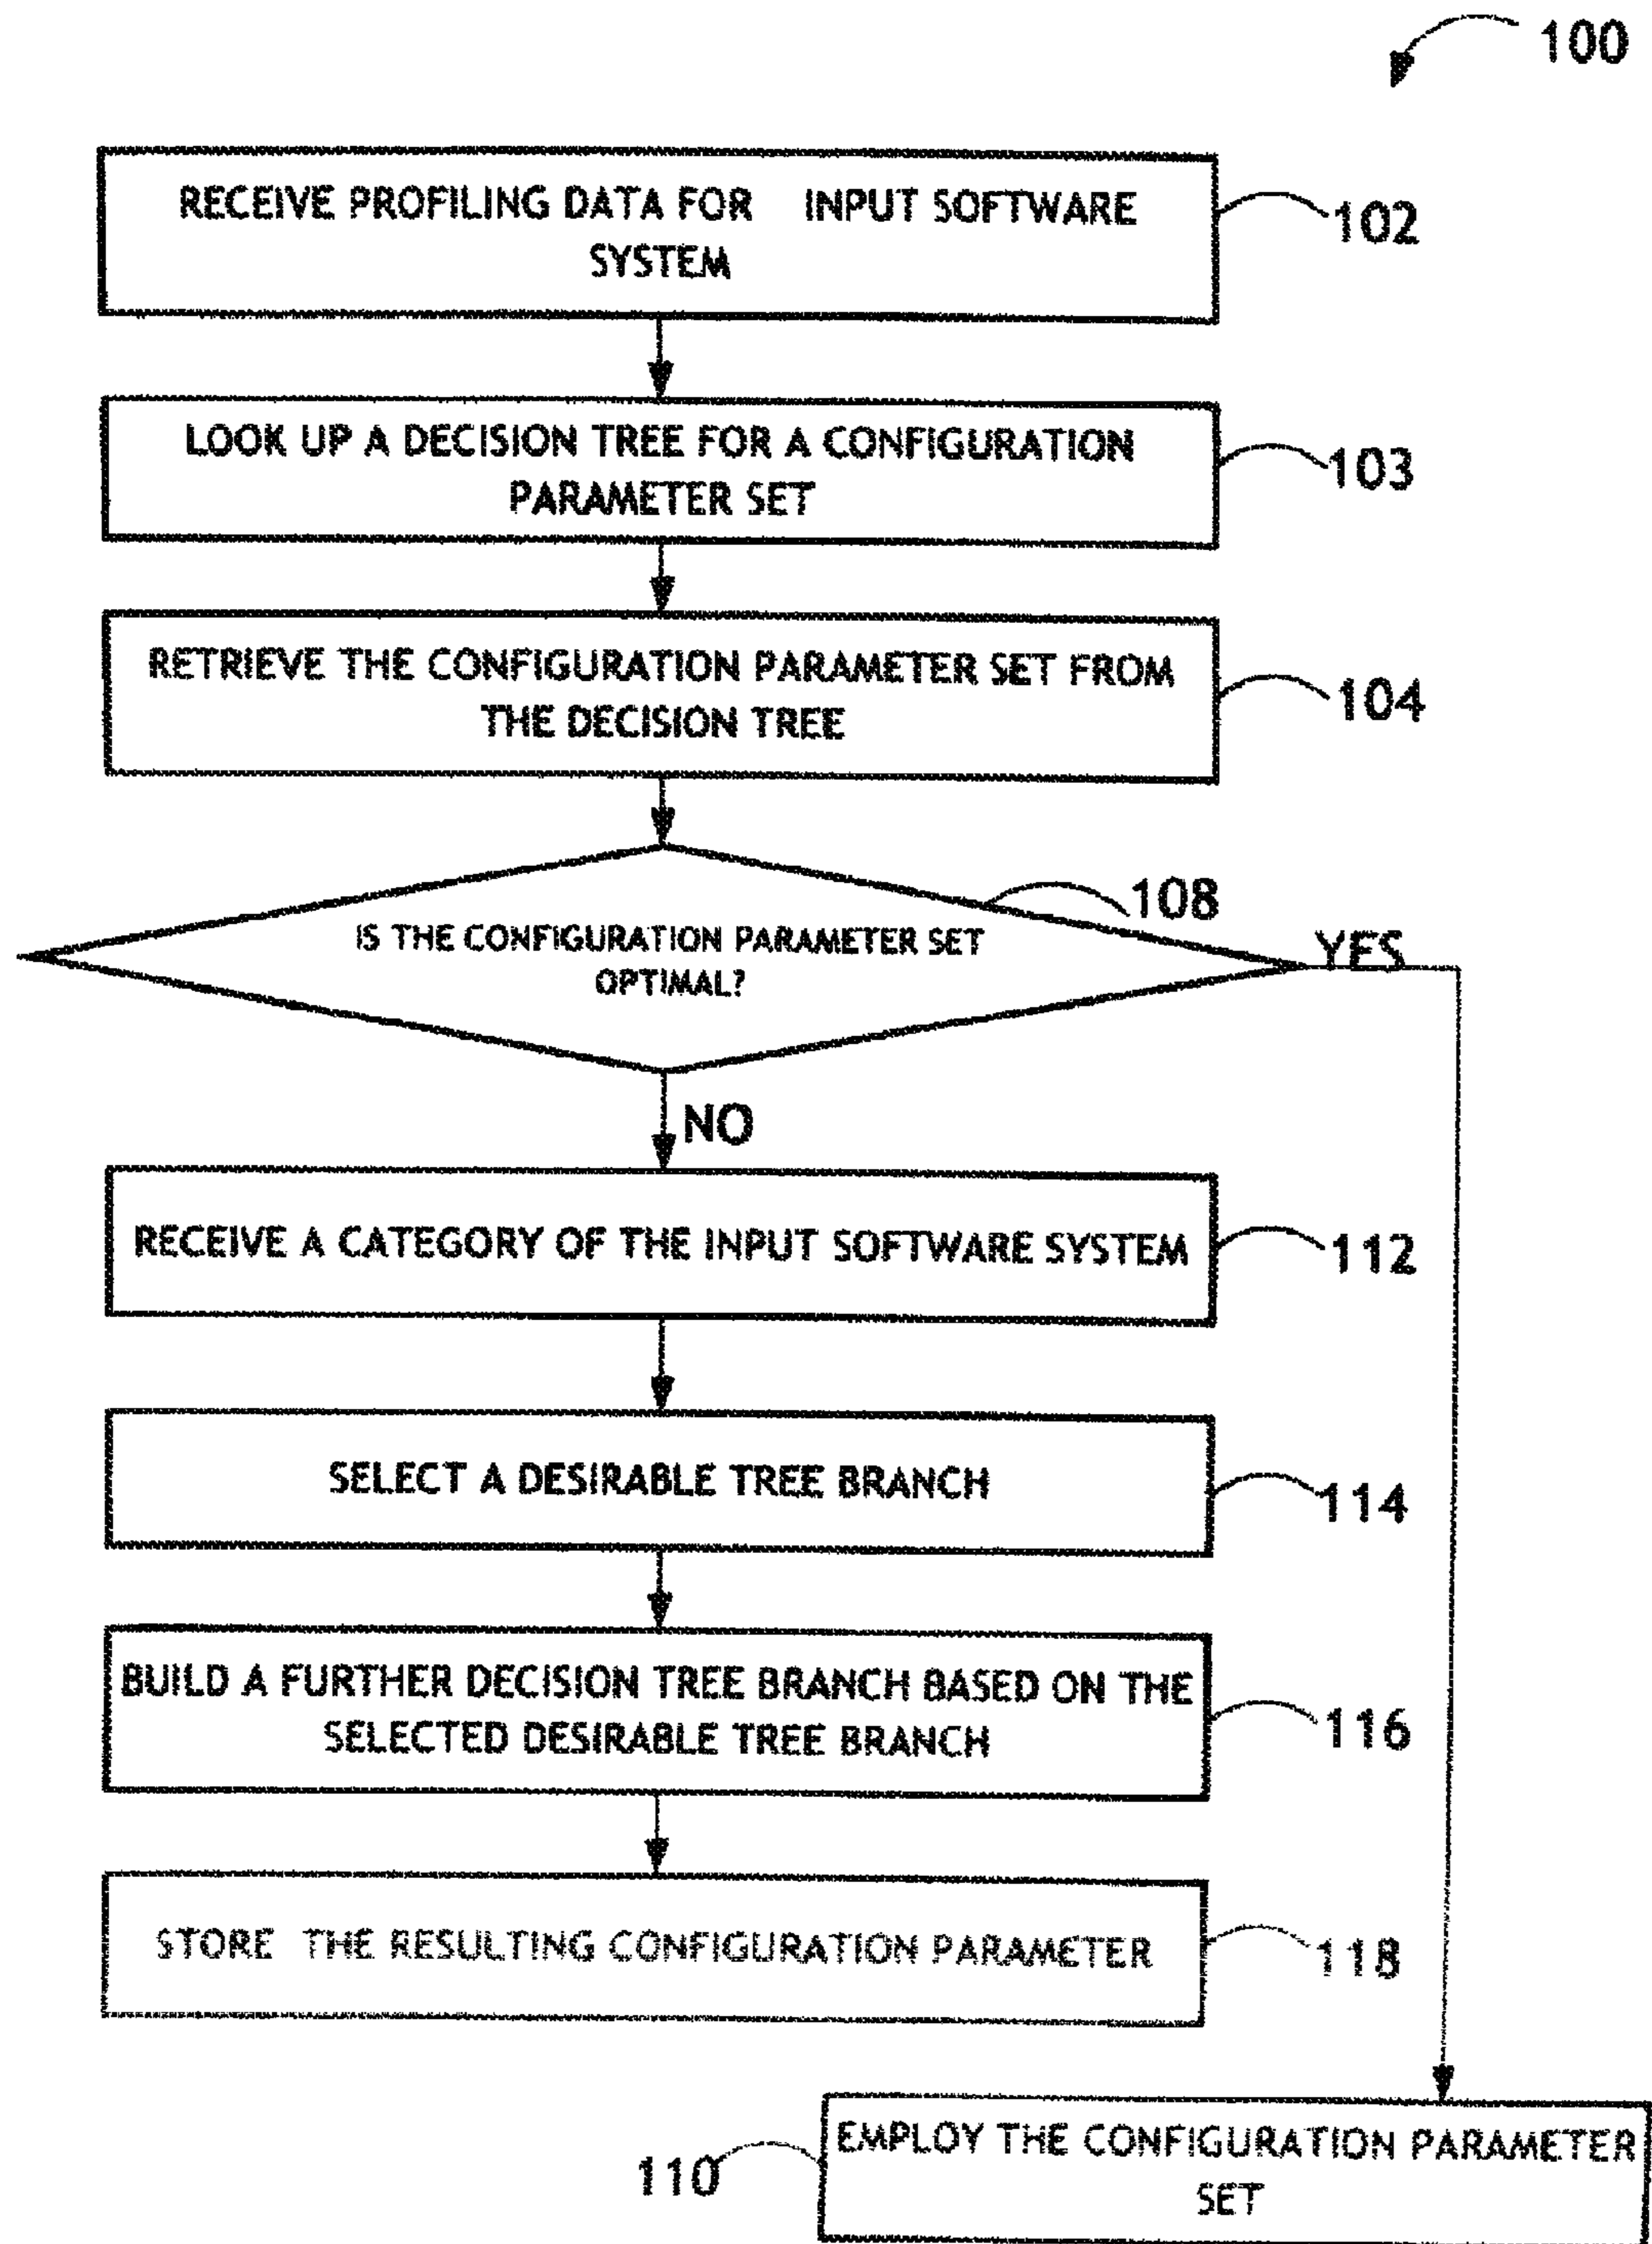 100
RECEIVE PROFILING DATA FOR INPUT SOFTWARE
SYSTEM
102
LOOK UP A DECISION TREE FOR A CONFIGURATION
PARAMETER SET
103
RETRIEVE THE CONFIGURATION PARAMETER SET FROM
THE DECISION TREE
104
108
IS THE CONFIGURATION PARAMETER SET
OPTIMAL?
YES
NO
RECEIVE A CATEGORY OF THE INPUT SOFTWARE SYSTEM
112
SELECT A DESIRABLE TREE BRANCH
114
BUILD A FURTHER DECISION TREE BRANCH BASED ON THE
SELECTED DESIRABLE TREE BRANCH
116
STORE THE RESULTING CONFIGURATION PARAMETER
118
EMPLOY THE CONFIGURATION PARAMETER
SET
110